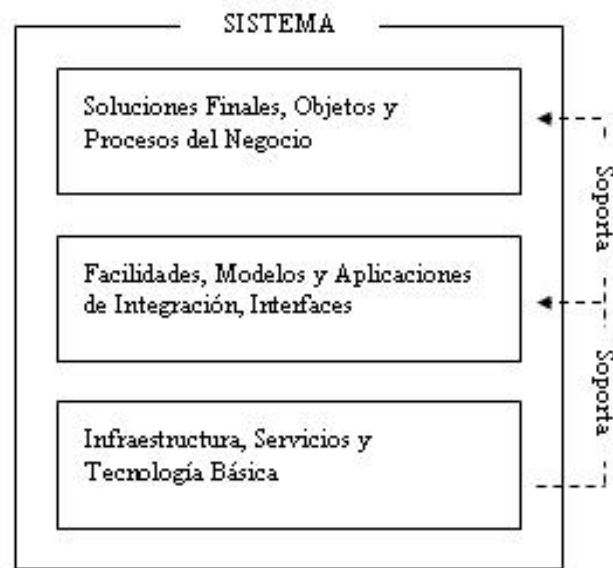 SISTEMA
Soluciones Finales, Objetos y
Procesos del Negocio
Soporta
Facilidades, Modelos y Aplicaciones
de Integración, Interfaces
Soporta
Infraestructura, Servicios y
Tecnología Básica